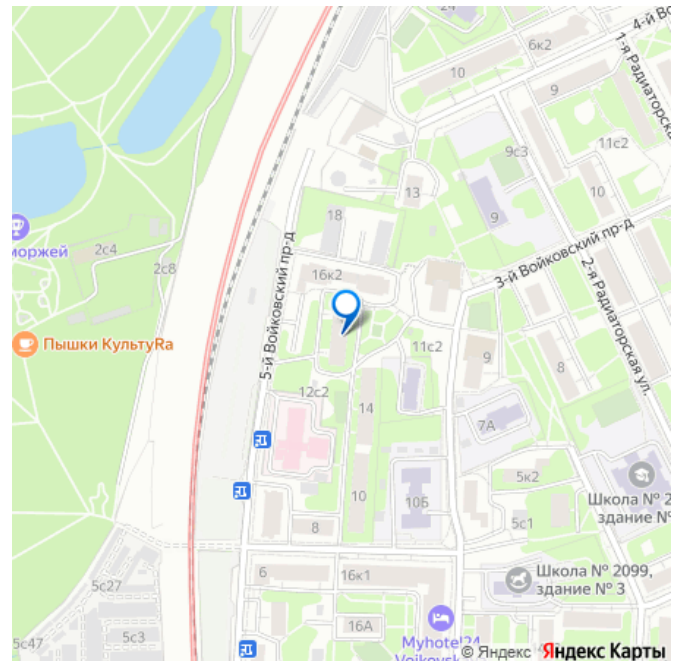 24
4-й Во
6к2
10
9
1-я Радиаторска
11с2
9с3
10
13
9
18
моржей
2с4
2с8
3-й Войковский пр-д
16к2
5-й Войковский пр-д
2-я Радиаторская ул.
Пышки КультуRa
11с2
9
8
12с2
14
7А
5к2
Школа № 2
здание №
10
10Б
5с1
8
Школа № 2099,
здание № 3
5с27
6
16к1
5с47
5с3
16А
Myhotel24
Voikovsk
© Яндекс Яндекс Карты